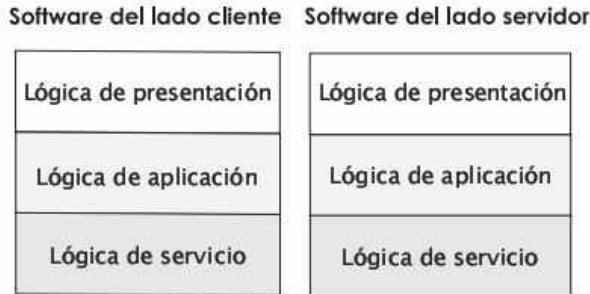 Software del lado cliente
Software del lado servidor
Lógica de presentación
Lógica de presentación
Lógica de aplicación
Lógica de aplicación
Lógica de servicio
Lógica de servicio